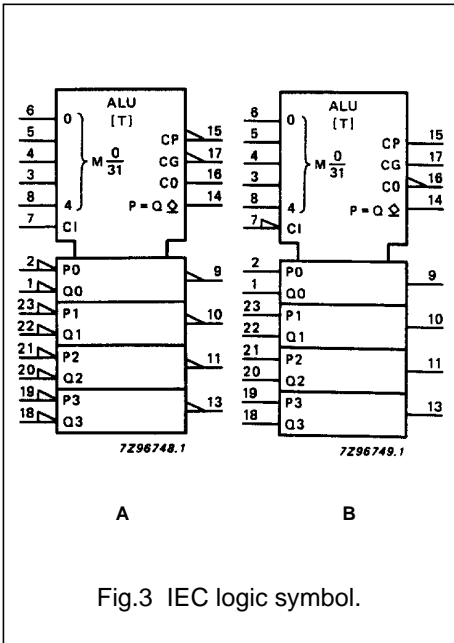 ALU
[T]
6
0
5
4
M 0/31
3
8
4
7
CI
CP
15
CG
17
C0
16
P = Q ◇
14
2
P0
1
Q0
9
23
P1
22
Q1
10
21
P2
20
Q2
11
19
P3
18
Q3
13
7Z96748.1
A
ALU
[T]
6
0
5
4
M 0/31
3
8
4
7
CI
CP
15
CG
17
C0
16
P = Q ◇
14
2
P0
1
Q0
9
23
P1
22
Q1
10
21
P2
20
Q2
11
19
P3
18
Q3
13
7Z96749.1
B
Fig.3 IEC logic symbol.